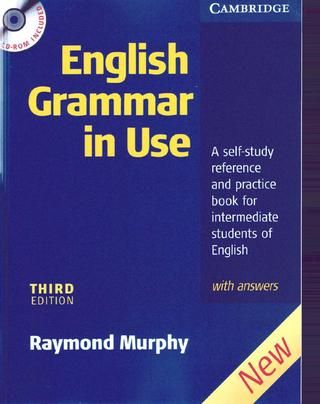 CD-ROM INCLUDED
CAMBRIDGE
English
Grammar
in Use
A self-study
reference
and practice
book for
intermediate
students of
English
with answers
THIRD
EDITION
Raymond Murphy
New